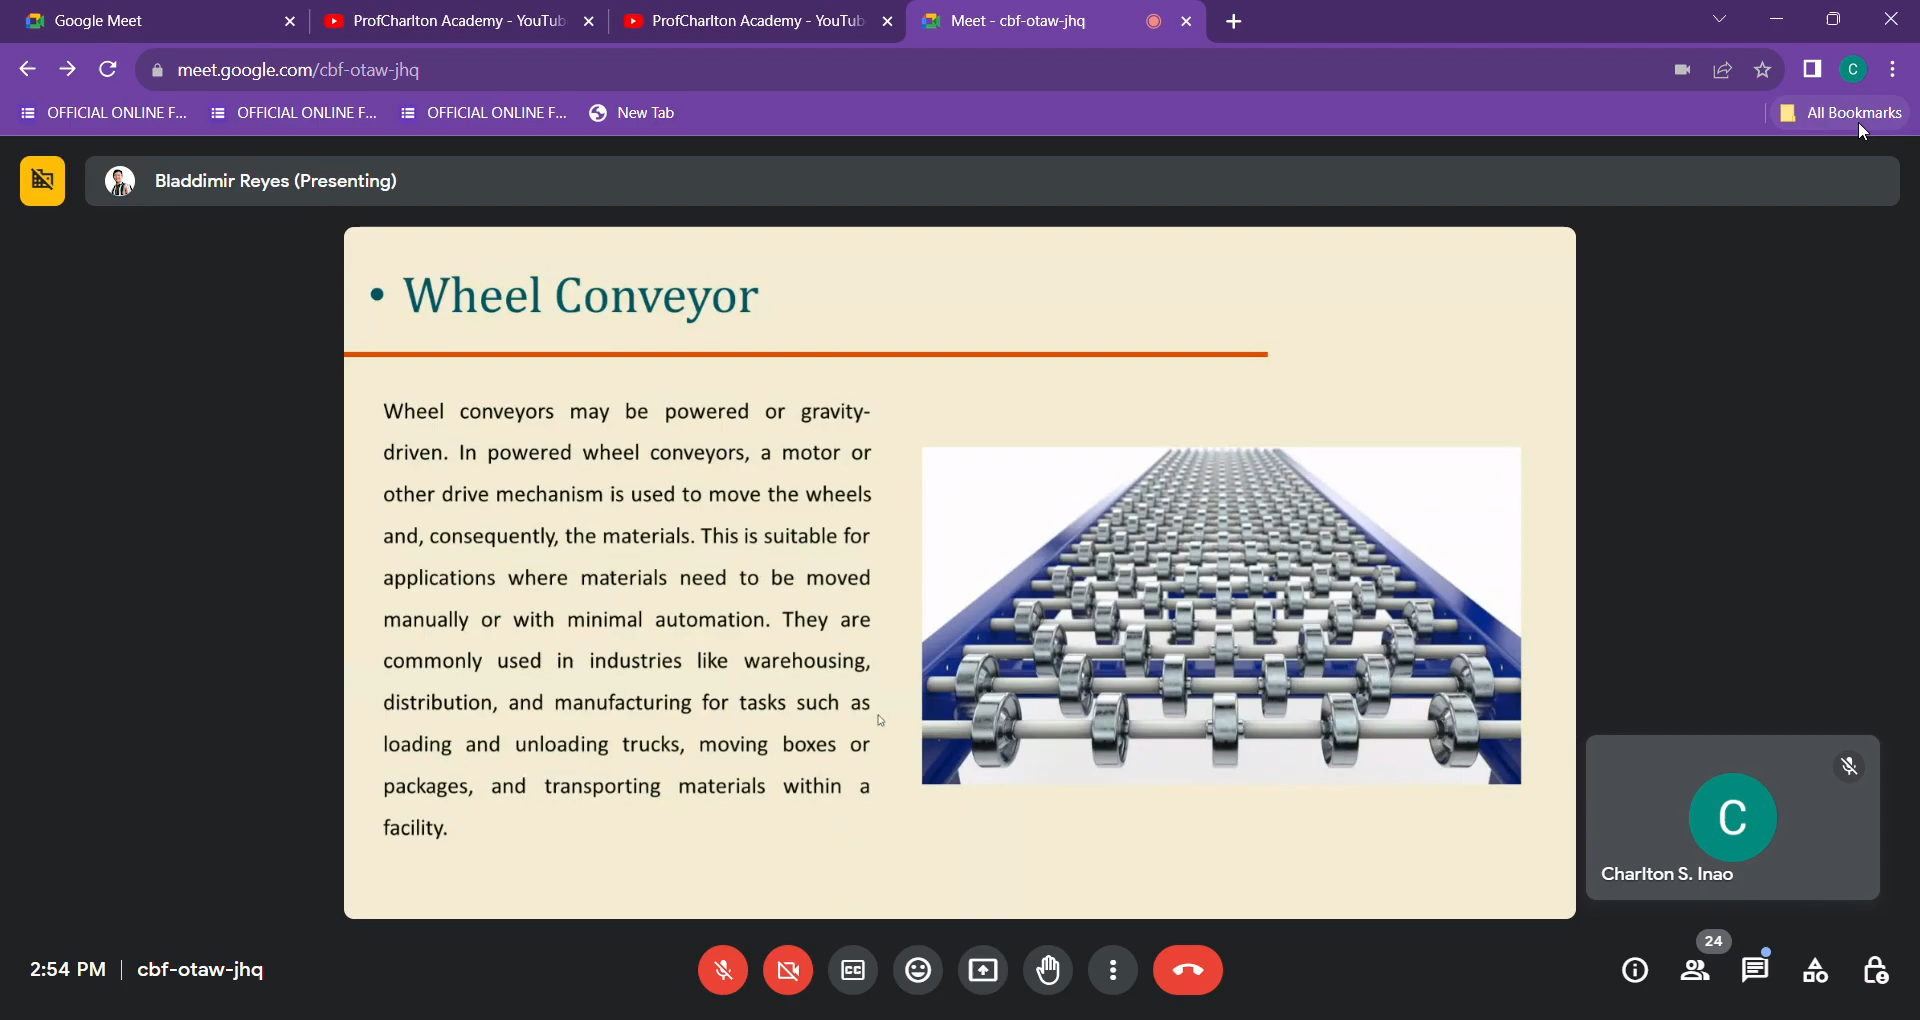 Google Meet
ProfCharlton Academy - YouTub
ProfCharlton Academy - YouTub
Meet - cbf-otaw-jhq
meet.google.com/cbf-otaw-jhq
C
OFFICIAL ONLINE F...
OFFICIAL ONLINE F...
OFFICIAL ONLINE F...
New Tab
All Bookmarks
Bladdimir Reyes (Presenting)
• Wheel Conveyor
Wheel conveyors may be powered or gravity-
driven. In powered wheel conveyors, a motor or
other drive mechanism is used to move the wheels
and, consequently, the materials. This is suitable for
applications where materials need to be moved
manually or with minimal automation. They are
commonly used in industries like warehousing,
distribution, and manufacturing for tasks such as
loading and unloading trucks, moving boxes or
packages, and transporting materials within a
facility.
C
Charlton S. Inao
2:54 PM | cbf-otaw-jhq
CC
24